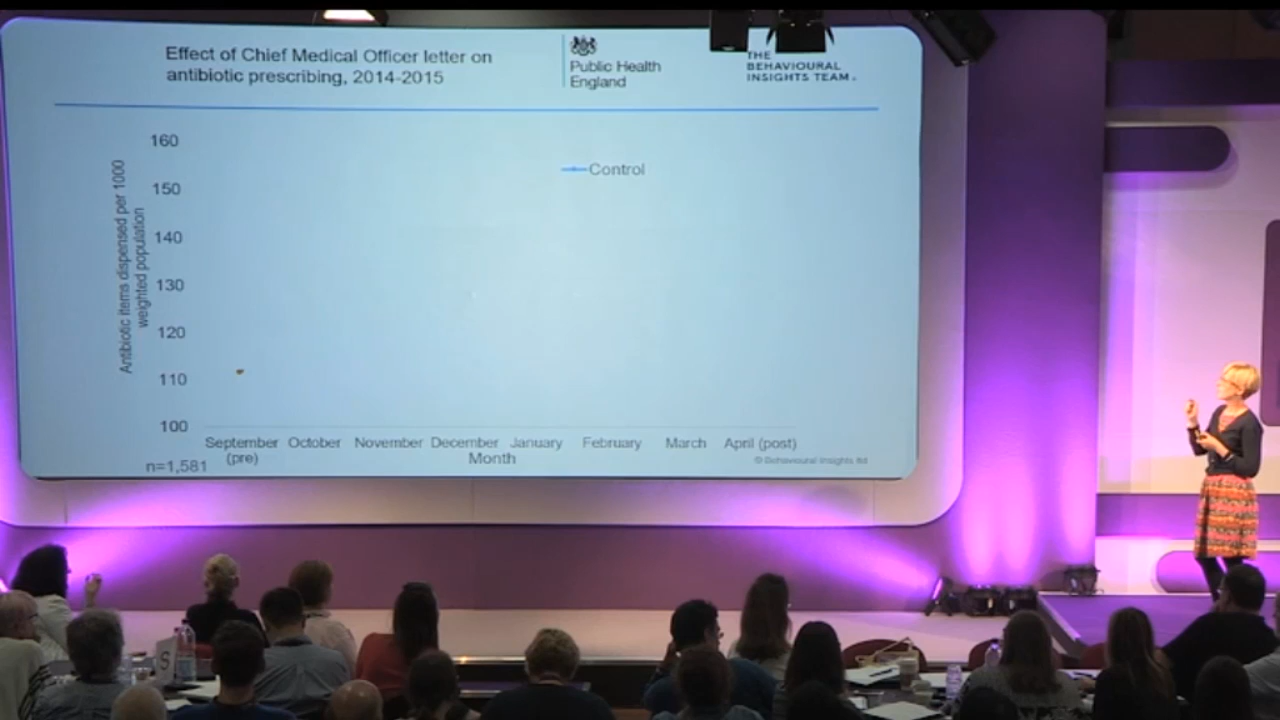 Effect of Chief Medical Officer letter on
antibiotic prescribing, 2014-2015
Public Health
England
THE
BEHAVIOURAL
INSIGHTS TEAM.
Antibiotic items dispensed per 1000
weighted population
160
150
140
130
120
110
100
Control
September October November December January February March April (post)
(pre)
Month
n=1,581
© Behavioural Insights ltd
S